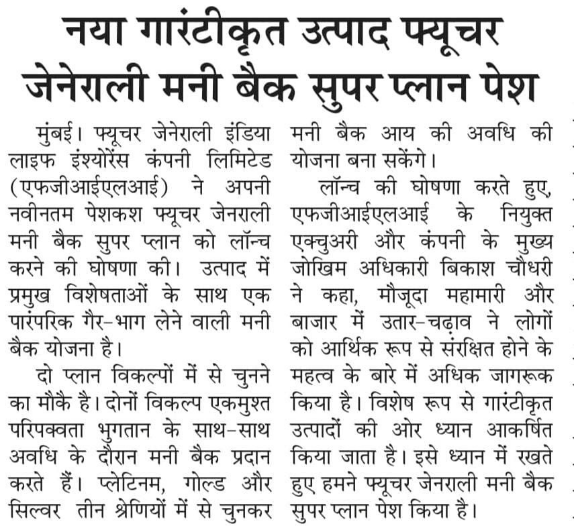 नया गारंटीकृत उत्पाद फ्यूचर
जेनेराली मनी बैक सुपर प्लान पेश
मुंबई। फ्यूचर जेनेराली इंडिया
लाइफ इंश्योरेंस कंपनी लिमिटेड
(एफजीआईएलआई) ने अपनी
नवीनतम पेशकश फ्यूचर जेनराली
मनी बैक सुपर प्लान को लॉन्च
करने की घोषणा की। उत्पाद में
प्रमुख विशेषताओं के साथ एक
पारंपरिक गैर-भाग लेने वाली मनी
बैक योजना है।
दो प्लान विकल्पों में से चुनने
का मौकै है। दोनों विकल्प एकमुश्त
परिपक्वता भुगतान के साथ-साथ
अवधि के दौरान मनी बैक प्रदान
करते हैं। प्लेटिनम, गोल्ड और
सिल्वर तीन श्रेणियों में से चुनकर
मनी बैक आय की अवधि की
योजना बना सकेंगे।
लॉन्च की घोषणा करते हुए,
एफजीआईएलआई के नियुक्त
एक्चुअरी और कंपनी के मुख्य
जोखिम अधिकारी बिकाश चौधरी
ने कहा, मौजूदा महामारी और
बाजार में उतार-चढ़ाव ने लोगों
को आर्थिक रूप से संरक्षित होने के
महत्व के बारे में अधिक जागरूक
किया है। विशेष रूप से गारंटीकृत
उत्पादों की ओर ध्यान आकर्षित
किया जाता है। इसे ध्यान में रखते
हुए हमने फ्यूचर जेनराली मनी बैक
सुपर प्लान पेश किया है।